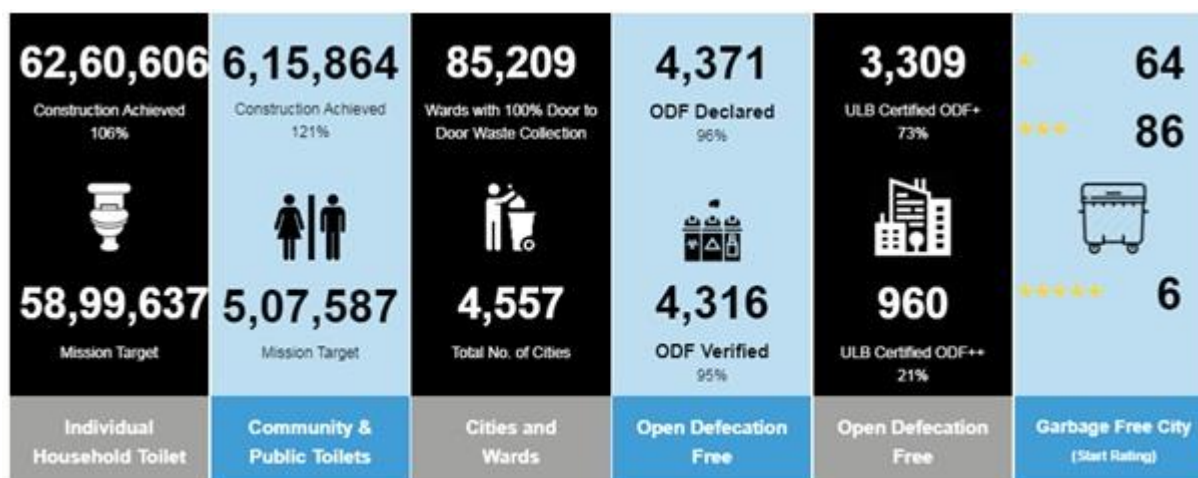 62,60,606
Construction Achieved
106%
58,99,637
Mission Target
Individual
Household Toilet
6,15,864
Construction Achieved
121%
5,07,587
Mission Target
Community &
Public Toilets
85,209
Wards with 100% Door to
Door Waste Collection
4,557
Total No. of Cities
Cities and
Wards
4,371
ODF Declared
96%
4,316
ODF Verified
95%
Open Defecation
Free
3,309
ULB Certified ODF+
73%
960
ULB Certified ODF++
21%
Open Defecation
Free
64
86
6
Garbage Free City
(Start Rating)